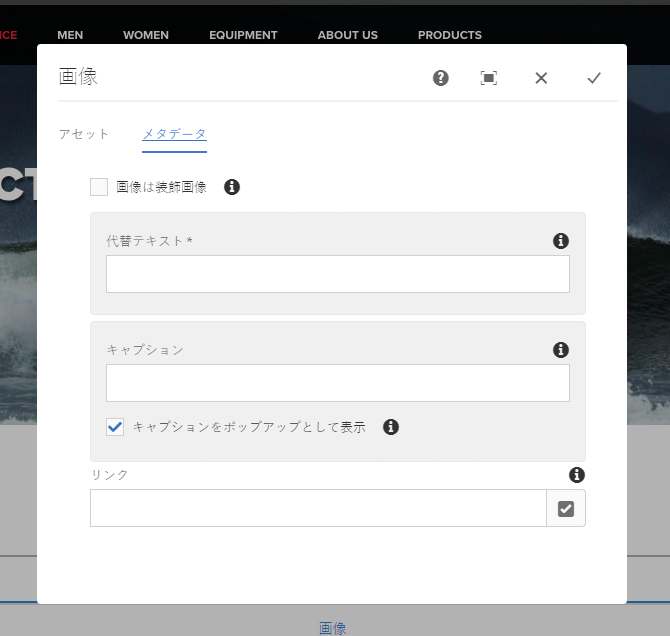 ICE MEN WOMEN EQUIPMENT ABOUT US PRODUCTS
画像
アセット メタデータ
画像は装飾画像
代替テキスト *
キャプション
キャプションをポップアップとして表示
リンク
画像